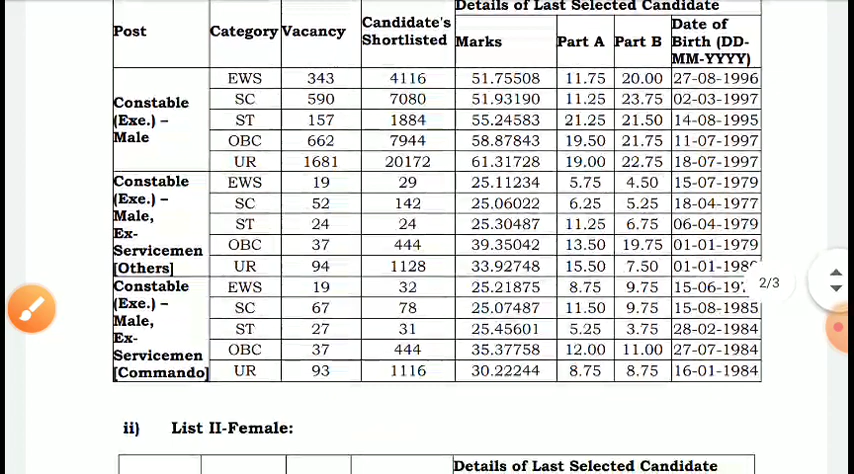 Details of Last Selected Candidate
Post Category Vacancy Candidate's Shortlisted Marks Part A Part B Date of Birth (DD-MM-YYYY)
Constable (Exe.) – Male
EWS 343 4116 51.75508 11.75 20.00 27-08-1996
SC 590 7080 51.93190 11.25 23.75 02-03-1997
ST 157 1884 55.24583 21.25 21.50 14-08-1995
OBC 662 7944 58.87843 19.50 21.75 11-07-1997
UR 1681 20172 61.31728 19.00 22.75 18-07-1997
Constable (Exe.) – Male, Ex-Servicemen [Others]
EWS 19 29 25.11234 5.75 4.50 15-07-1979
SC 52 142 25.06022 6.25 5.25 18-04-1977
ST 24 24 25.30487 11.25 6.75 06-04-1979
OBC 37 444 39.35042 13.50 19.75 01-01-1979
UR 94 1128 33.92748 15.50 7.50
Constable (Exe.) – Male, Ex-Servicemen [Commando]
EWS 19 32 25.21875 8.75 9.75
SC 67 78 25.07487 11.50 9.75 15-08-1985
ST 27 31 25.45601 5.25 3.75 28-02-1984
OBC 37 444 35.37758 12.00 11.00 27-07-1984
UR 93 1116 30.22244 8.75 8.75 16-01-1984
2/3
ii) List II-Female:
Details of Last Selected Candidate